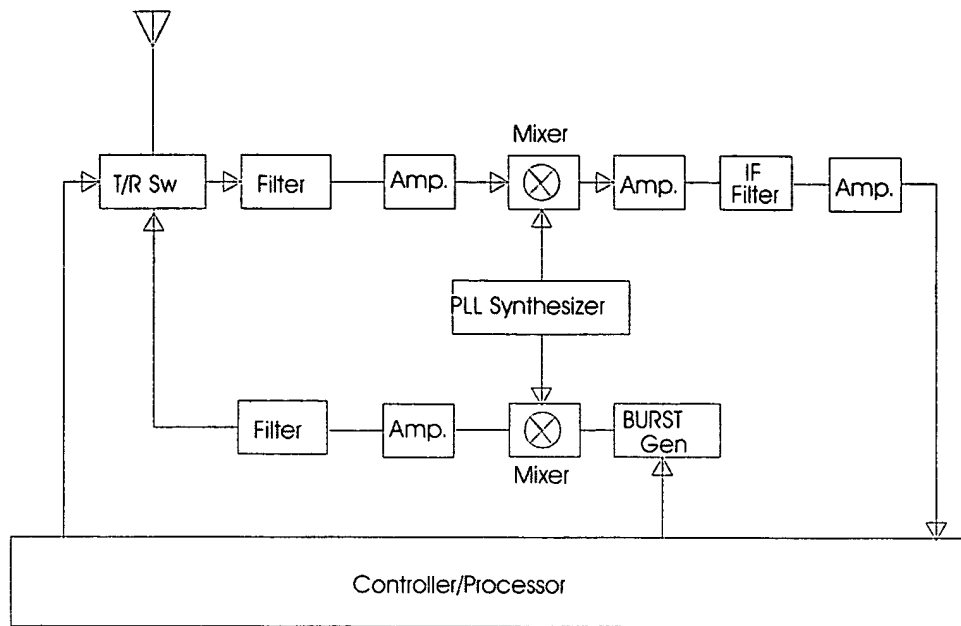 Mixer
T/R Sw
Filter
Amp.
Amp.
IF
Filter
Amp.
PLL Synthesizer
Filter
Amp.
BURST
Gen
Mixer
Controller/Processor